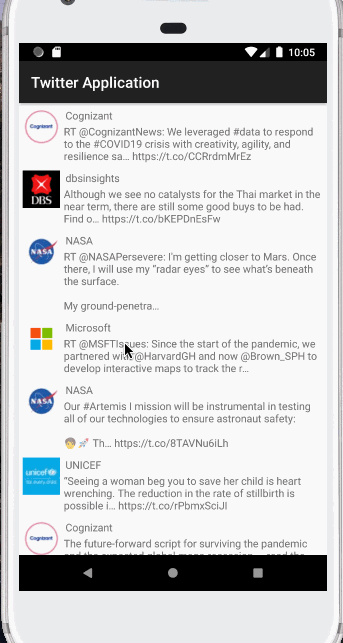 10:05
Twitter Application
Cognizant
RT @CognizantNews: We leveraged #data to respond
to the #COVID19 crisis with creativity, agility, and
resilience sa... https://t.co/CCRrdmMrEz
Cognizant
dbsinsights
Although we see no catalysts for the Thai market in the
near term, there are still some good buys to be had.
Find o... https://t.co/bKEPDnEsFw
DBS
NASA
RT @NASAPersevere: I'm getting closer to Mars. Once
there, I will use my “radar eyes” to see what's beneath
the surface.
My ground-penetra...
NASA
Microsoft
RT @MSFTIssues: Since the start of the pandemic, we
partnered with @HarvardGH and now @Brown_SPH to
develop interactive maps to track the r...
NASA
Our #Artemis I mission will be instrumental in testing
all of our technologies to ensure astronaut safety:
🧑‍🚀 🚀 Th... https://t.co/8TAVNu6iLh
NASA
UNICEF
“Seeing a woman beg you to save her child is heart
wrenching. The reduction in the rate of stillbirth is
possible i... https://t.co/rPbmxSciJI
unicef
for every child
Cognizant
The future-forward script for surviving the pandemic
Cognizant